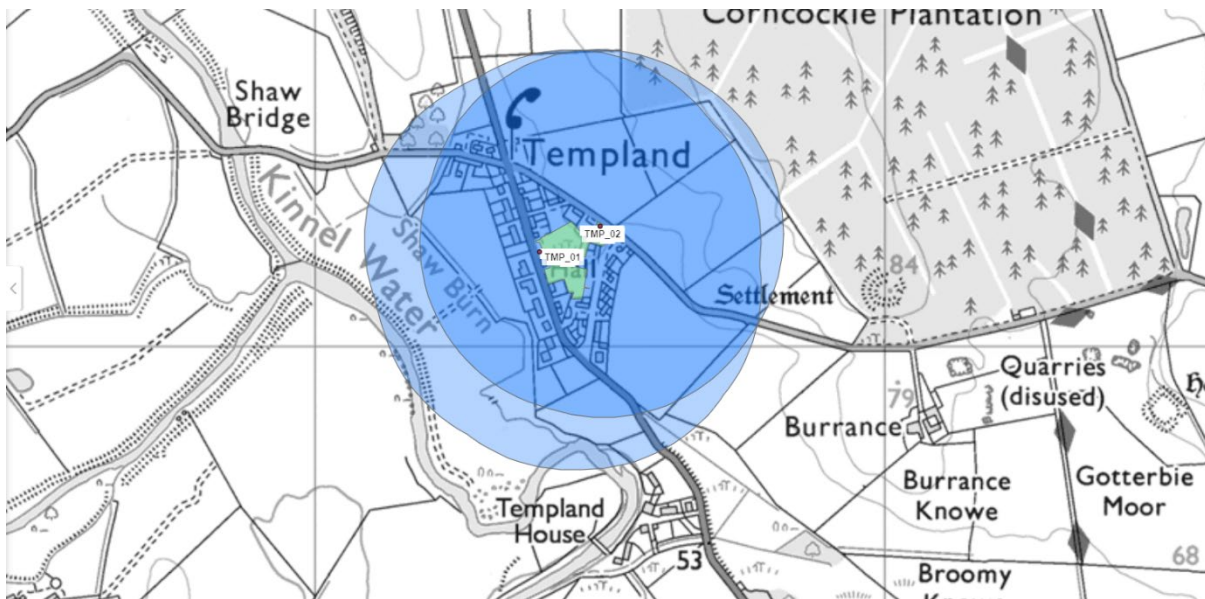 Corncockle Plantation
Shaw
Bridge
Templand
Kinnel Water
Shaw Burn
TMP_02
TMP_01
Hall
84
Settlement
Quarries
(disused)
79
Burrance
Burrance
Knowe
Gotterbie
Moor
Templand
House
53
68
Broomy